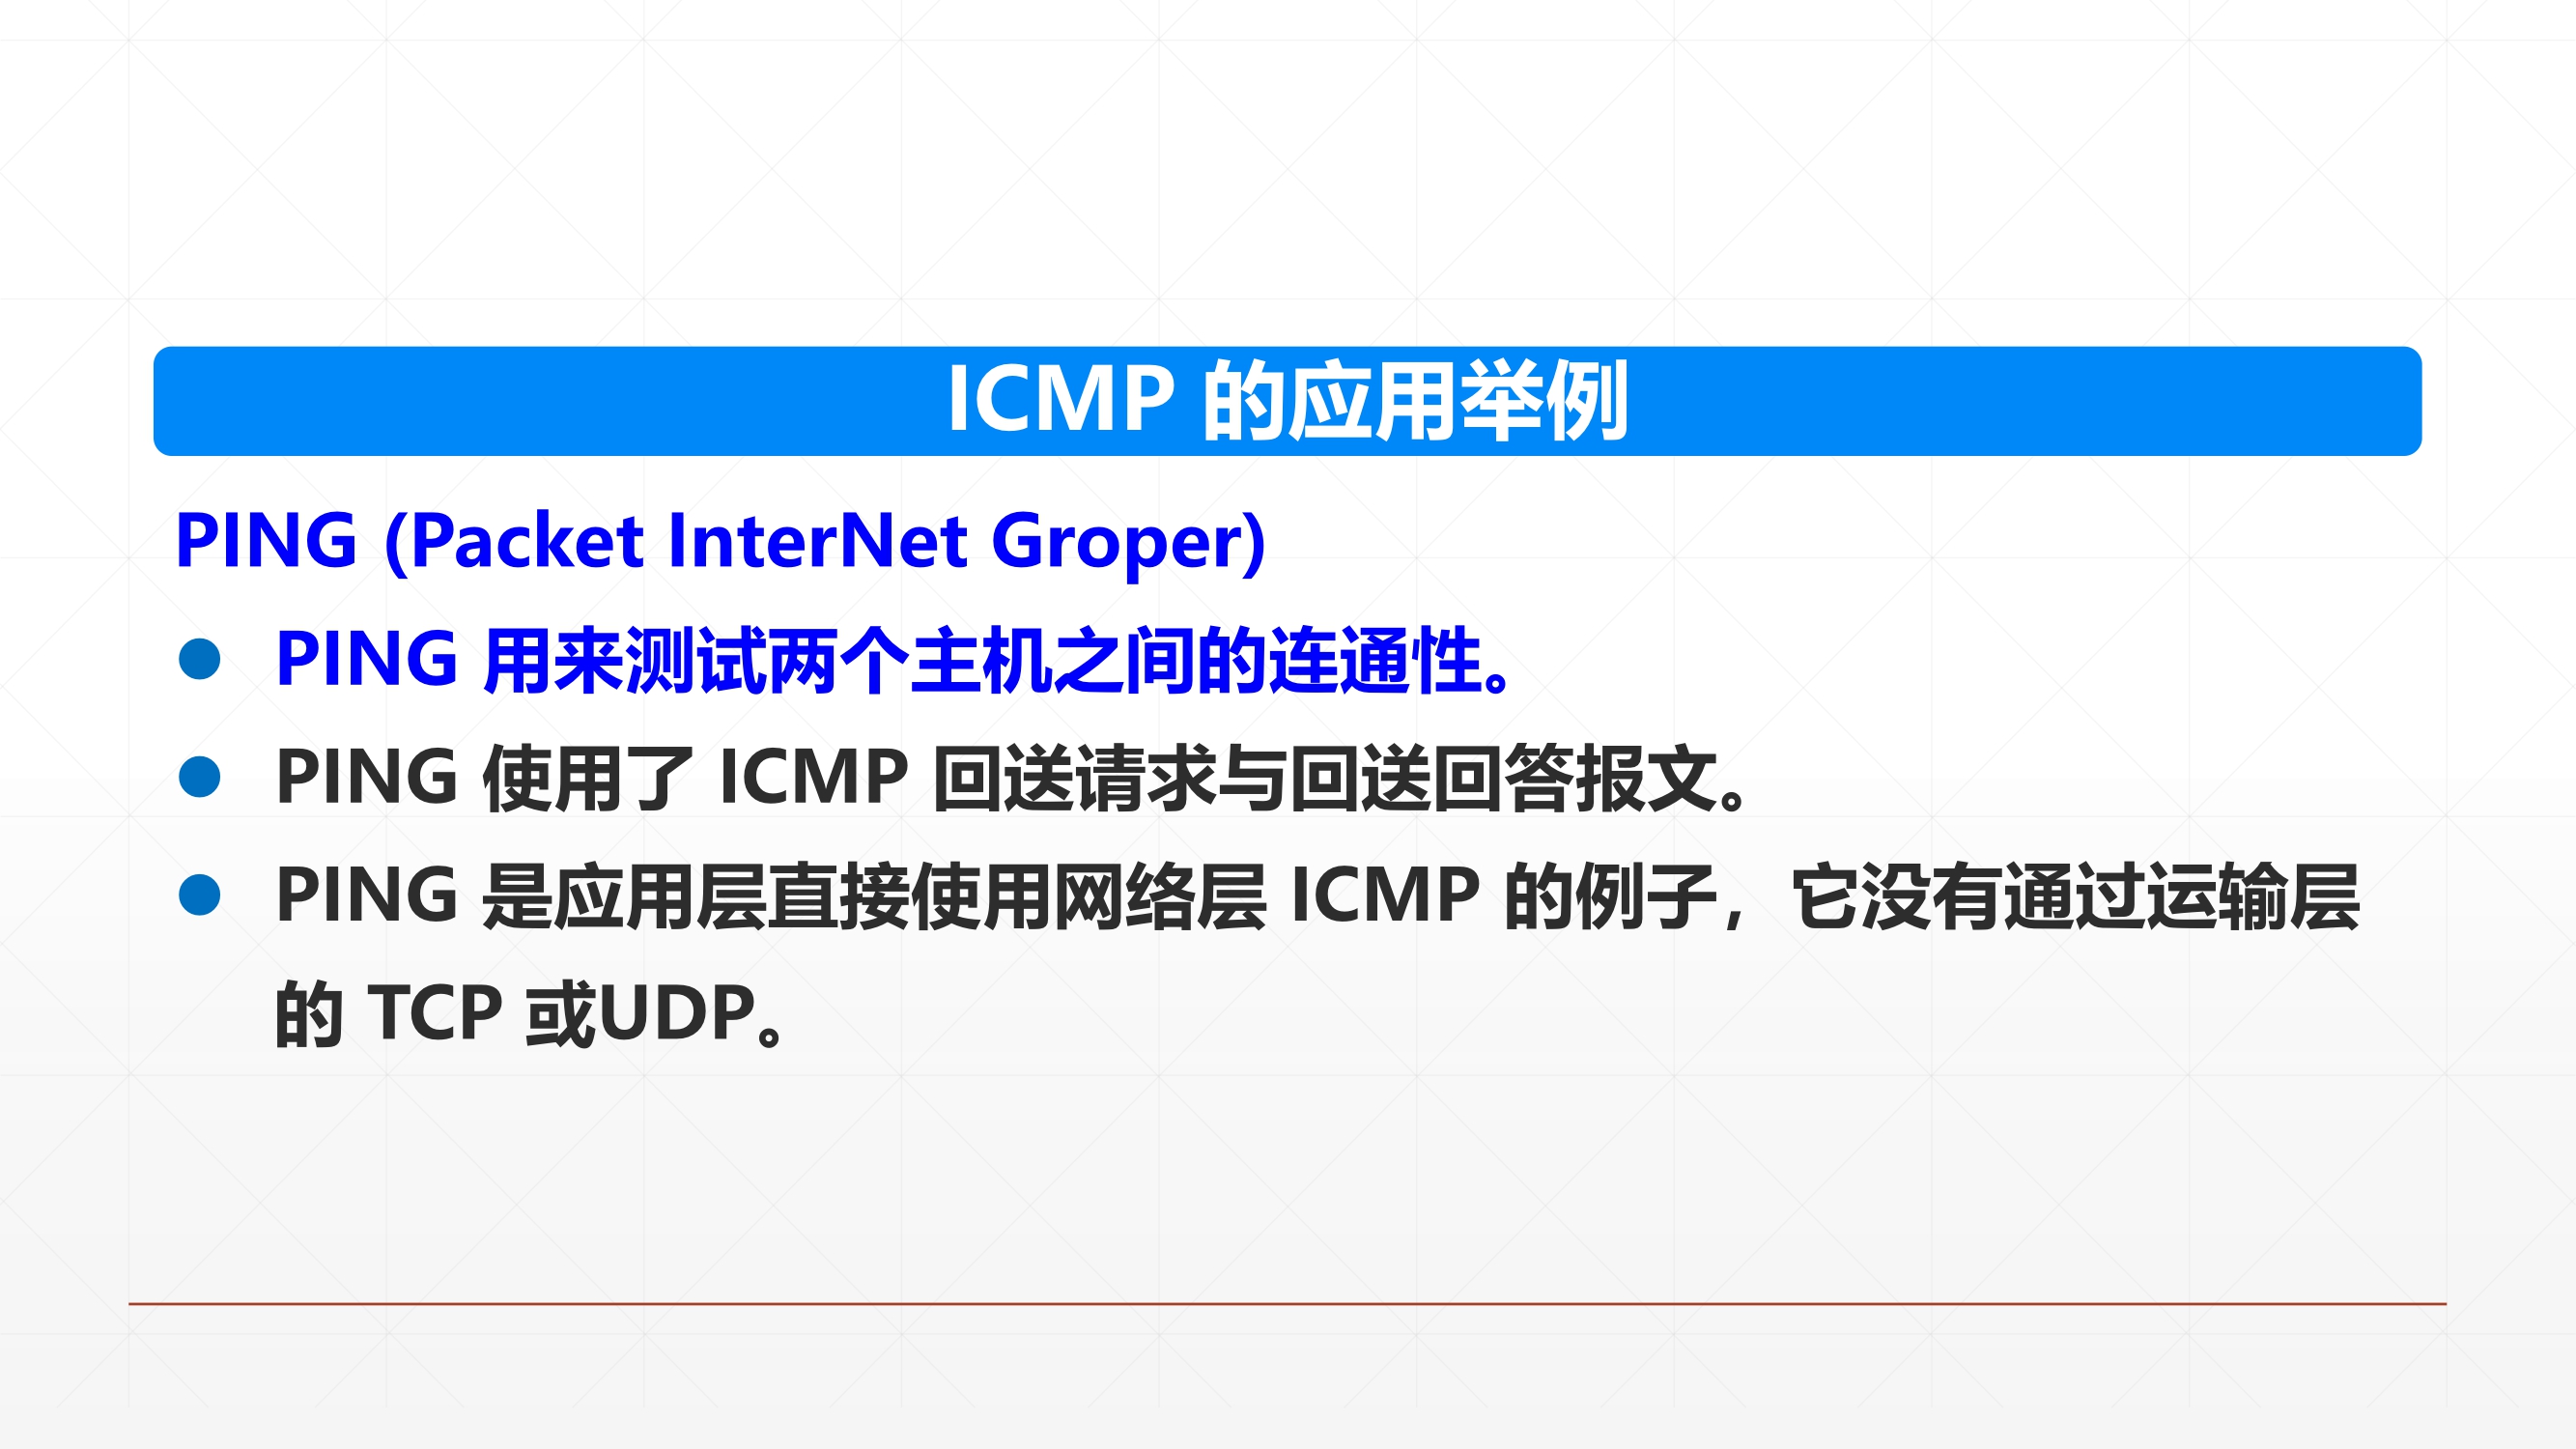 ICMP 的应用举例
PING (Packet InterNet Groper)
● PING 用来测试两个主机之间的连通性。
● PING 使用了 ICMP 回送请求与回送回答报文。
● PING 是应用层直接使用网络层 ICMP 的例子，它没有通过运输层
的 TCP 或UDP。